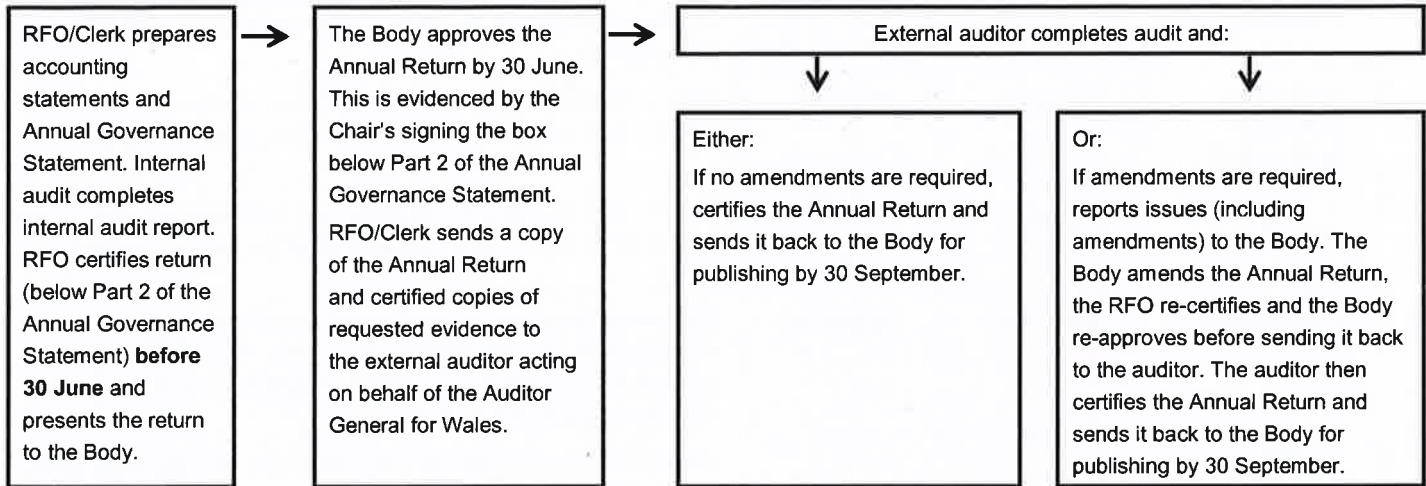 RFO/Clerk prepares
accounting
statements and
Annual Governance
Statement. Internal
audit completes
internal audit report.
RFO certifies return
(below Part 2 of the
Annual Governance
Statement) before
30 June and
presents the return
to the Body.
The Body approves the
Annual Return by 30 June.
This is evidenced by the
Chair's signing the box
below Part 2 of the Annual
Governance Statement.
RFO/Clerk sends a copy
of the Annual Return
and certified copies of
requested evidence to
the external auditor acting
on behalf of the Auditor
General for Wales.
External auditor completes audit and:
Either:
If no amendments are required,
certifies the Annual Return and
sends it back to the Body for
publishing by 30 September.
Or:
If amendments are required,
reports issues (including
amendments) to the Body. The
Body amends the Annual Return,
the RFO re-certifies and the Body
re-approves before sending it back
to the auditor. The auditor then
certifies the Annual Return and
sends it back to the Body for
publishing by 30 September.